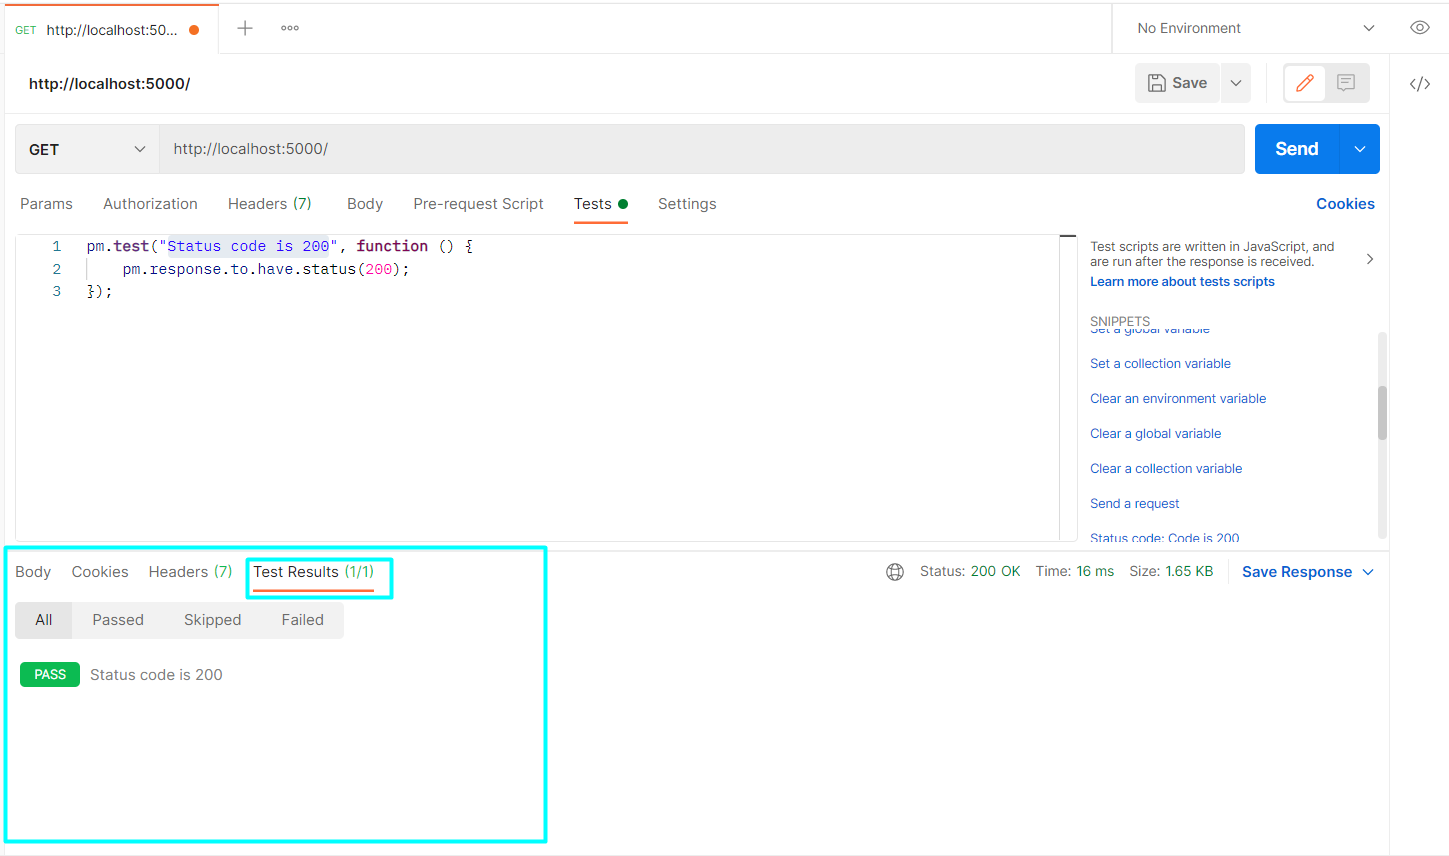 GET http://localhost:50...
No Environment
http://localhost:5000/
Save
GET
http://localhost:5000/
Send
Params Authorization Headers (7) Body Pre-request Script Tests Settings
Cookies
1 pm.test("Status code is 200", function () {
2 pm.response.to.have.status(200);
3 });
Test scripts are written in JavaScript, and
are run after the response is received.
Learn more about tests scripts
SNIPPETS
Set a global variable
Set a collection variable
Clear an environment variable
Clear a global variable
Clear a collection variable
Send a request
Status code: Code is 200
Body Cookies Headers (7) Test Results (1/1)
Status: 200 OK Time: 16 ms Size: 1.65 KB Save Response
All Passed Skipped Failed
PASS Status code is 200